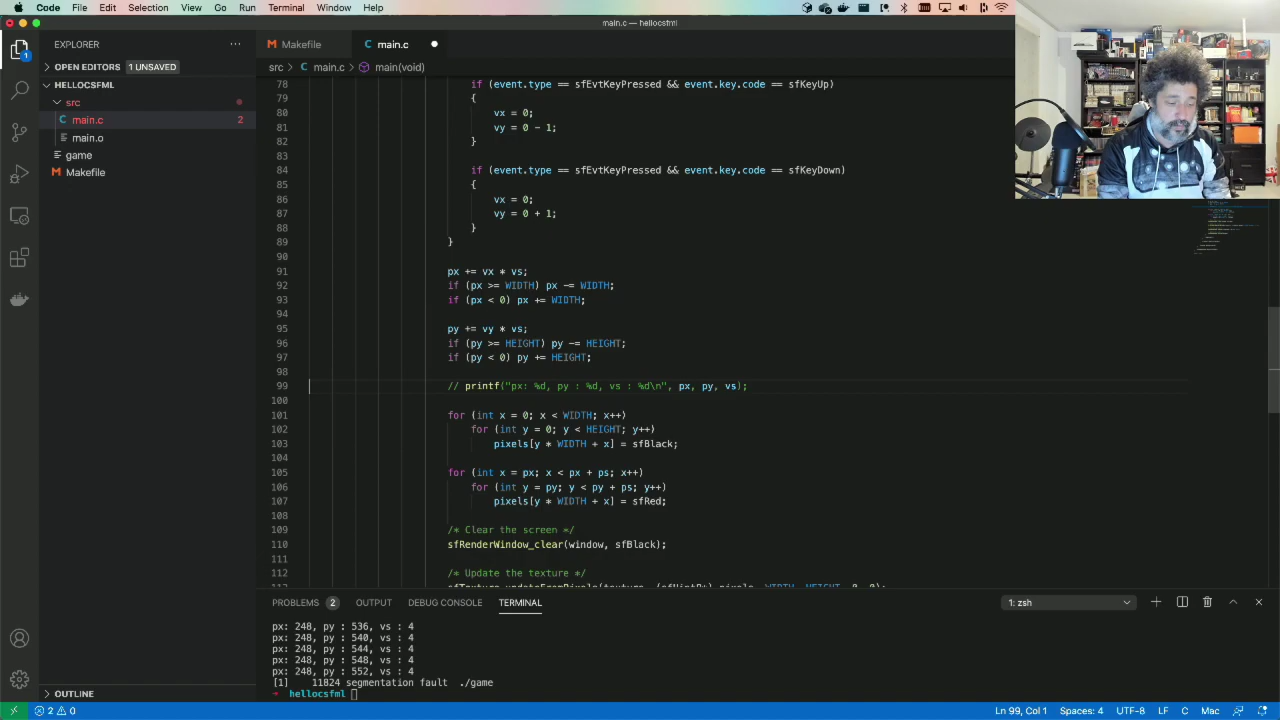 Code File Edit Selection View Go Run Terminal Window Help
main.c — hellocsfml
EXPLORER
Makefile
main.c
OPEN EDITORS 1 UNSAVED
src > main.c > main(void)
HELLOCSFML
src
main.c 2
main.o
game
Makefile
78 if (event.type == sfEvtKeyPressed && event.key.code == sfKeyUp)
79 {
80 vx = 0;
81 vy = 0 - 1;
82 }
83
84 if (event.type == sfEvtKeyPressed && event.key.code == sfKeyDown)
85 {
86 vx = 0;
87 vy = 0 + 1;
88 }
89 }
90
91 px += vx * vs;
92 if (px >= WIDTH) px -= WIDTH;
93 if (px < 0) px += WIDTH;
94
95 py += vy * vs;
96 if (py >= HEIGHT) py -= HEIGHT;
97 if (py < 0) py += HEIGHT;
98
99 // printf("px: %d, py : %d, vs : %d\n", px, py, vs);
100
101 for (int x = 0; x < WIDTH; x++)
102 for (int y = 0; y < HEIGHT; y++)
103 pixels[y * WIDTH + x] = sfBlack;
104
105 for (int x = px; x < px + ps; x++)
106 for (int y = py; y < py + ps; y++)
107 pixels[y * WIDTH + x] = sfRed;
108
109 /* Clear the screen */
110 sfRenderWindow_clear(window, sfBlack);
111
112 /* Update the texture */
PROBLEMS 2 OUTPUT DEBUG CONSOLE TERMINAL
1: zsh
px: 248, py : 536, vs : 4
px: 248, py : 540, vs : 4
px: 248, py : 544, vs : 4
px: 248, py : 548, vs : 4
px: 248, py : 552, vs : 4
[1] 11824 segmentation fault ./game
→ hellocsfml
OUTLINE
2 0
Ln 99, Col 1 Spaces: 4 UTF-8 LF C Mac